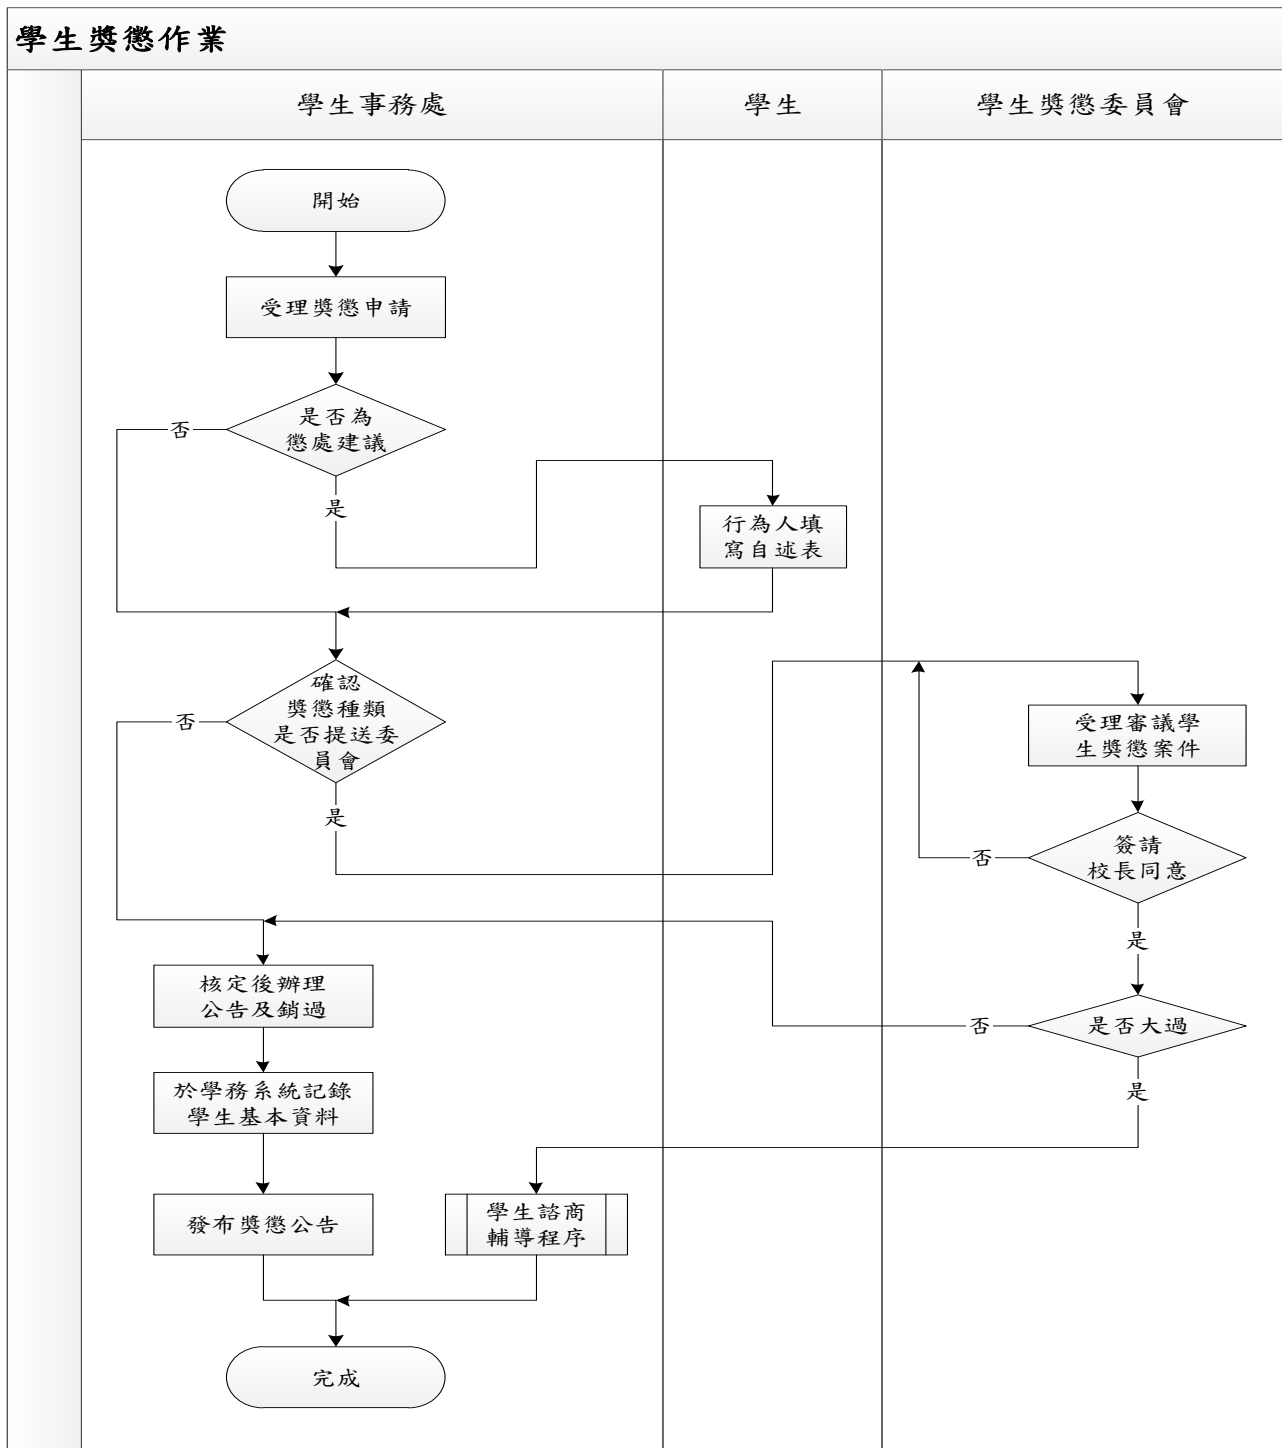 學生獎懲作業
學生事務處
學生
學生獎懲委員會
開始
受理獎懲申請
是否為
懲處建議
否
是
行為人填
寫自述表
確認
獎懲種類
是否提送委
員會
否
是
受理審議學
生獎懲案件
簽請
校長同意
否
是
核定後辦理
公告及銷過
是否大過
否
是
於學務系統記錄
學生基本資料
發布獎懲公告
學生諮商
輔導程序
完成